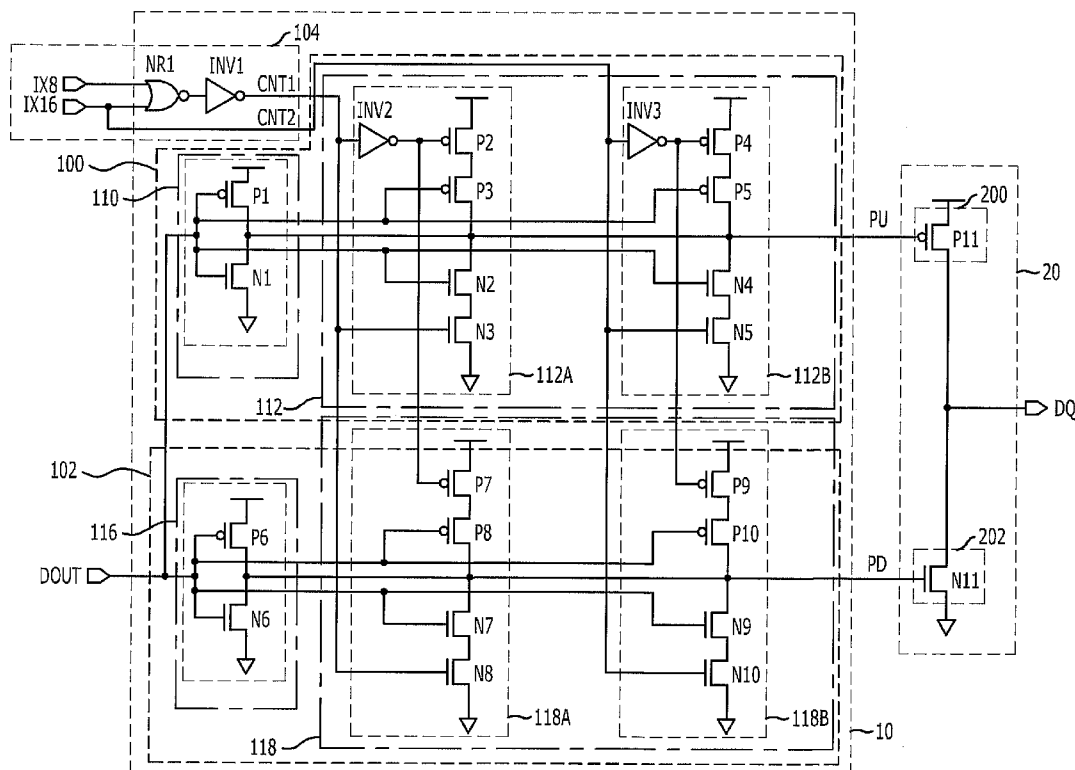 104
NR1
INV1
IX8
IX16
CNT1
CNT2
INV2
INV3
P2
P4
100
110
P1
P3
P5
200
PU
P11
20
N1
N2
N4
N3
N5
112A
112B
112
DQ
102
P7
P9
116
P6
P8
P10
202
DOUT
PD
N11
N6
N7
N9
N8
N10
118A
118B
118
10